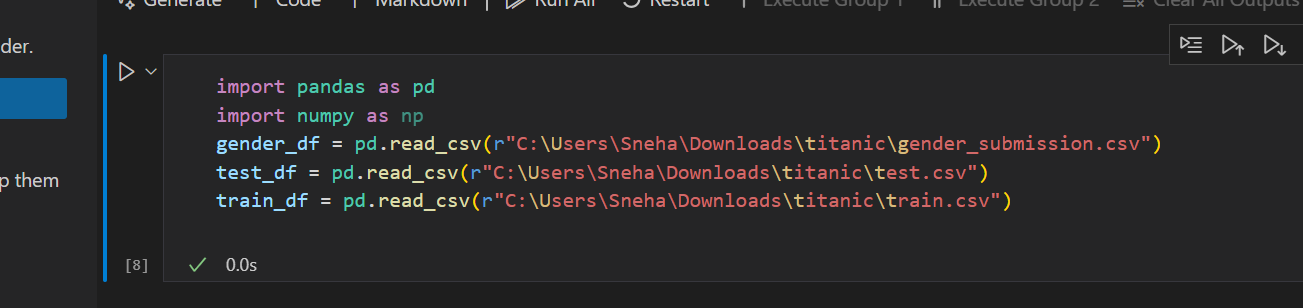 Generate Code Markdown Run All Restart Execute Group 1 Execute Group 2 Clear All Outputs
der.
import pandas as pd
import numpy as np
gender_df = pd.read_csv(r"C:\Users\Sneha\Downloads\titanic\gender_submission.csv")
test_df = pd.read_csv(r"C:\Users\Sneha\Downloads\titanic\test.csv")
p them
train_df = pd.read_csv(r"C:\Users\Sneha\Downloads\titanic\train.csv")
[8] 0.0s